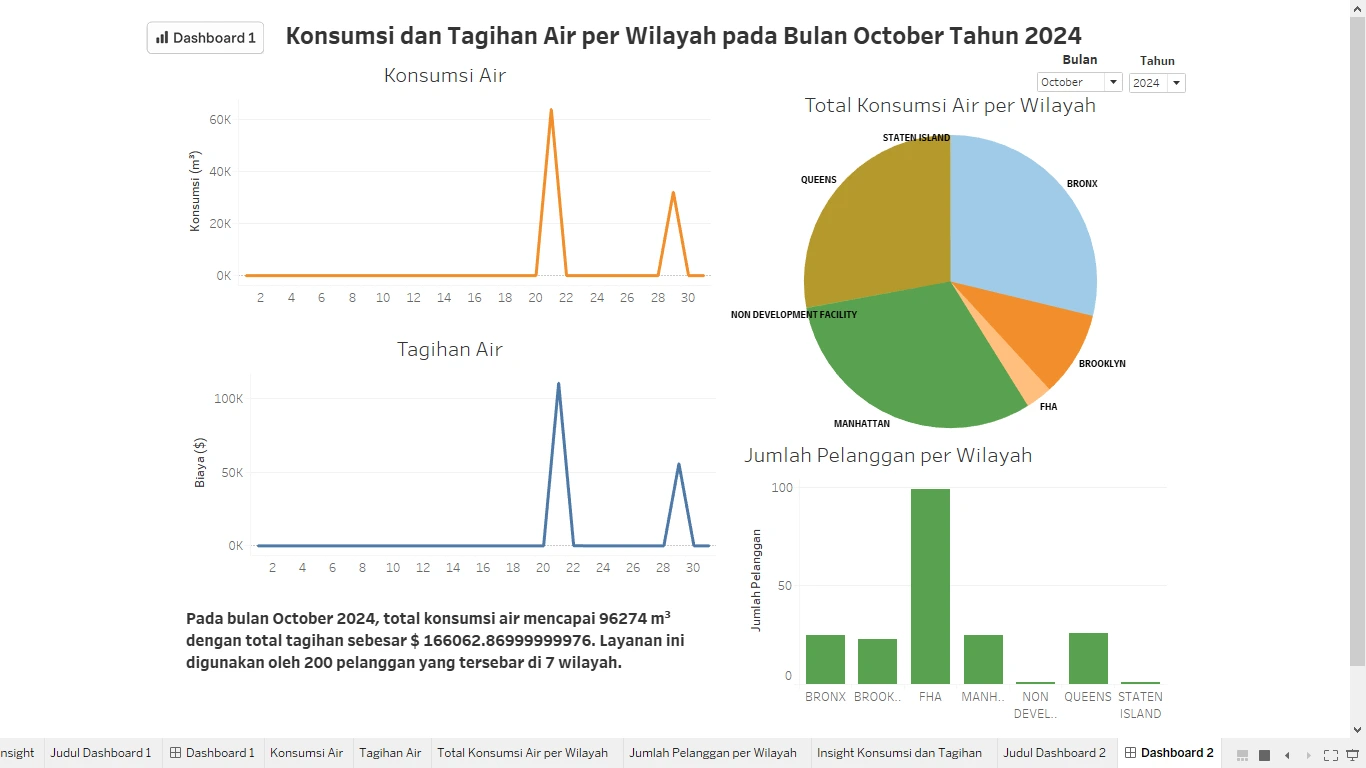 Dashboard 1
Konsumsi dan Tagihan Air per Wilayah pada Bulan October Tahun 2024
Bulan
Tahun
October
2024
Konsumsi Air
60K
40K
20K
0K
Konsumsi (m³)
2 4 6 8 10 12 14 16 18 20 22 24 26 28 30
Total Konsumsi Air per Wilayah
STATEN ISLAND
QUEENS
BRONX
NON DEVELOPMENT FACILITY
BROOKLYN
FHA
MANHATTAN
Tagihan Air
100K
50K
0K
Biaya ($)
2 4 6 8 10 12 14 16 18 20 22 24 26 28 30
Jumlah Pelanggan per Wilayah
100
50
0
Jumlah Pelanggan
BRONX BROOK.. FHA MANH.. NON QUEENS STATEN
DEVEL.. ISLAND
Pada bulan October 2024, total konsumsi air mencapai 96274 m³
dengan total tagihan sebesar $ 166062.86999999976. Layanan ini
digunakan oleh 200 pelanggan yang tersebar di 7 wilayah.
nsight Judul Dashboard 1 Dashboard 1 Konsumsi Air Tagihan Air Total Konsumsi Air per Wilayah Jumlah Pelanggan per Wilayah Insight Konsumsi dan Tagihan Judul Dashboard 2 Dashboard 2